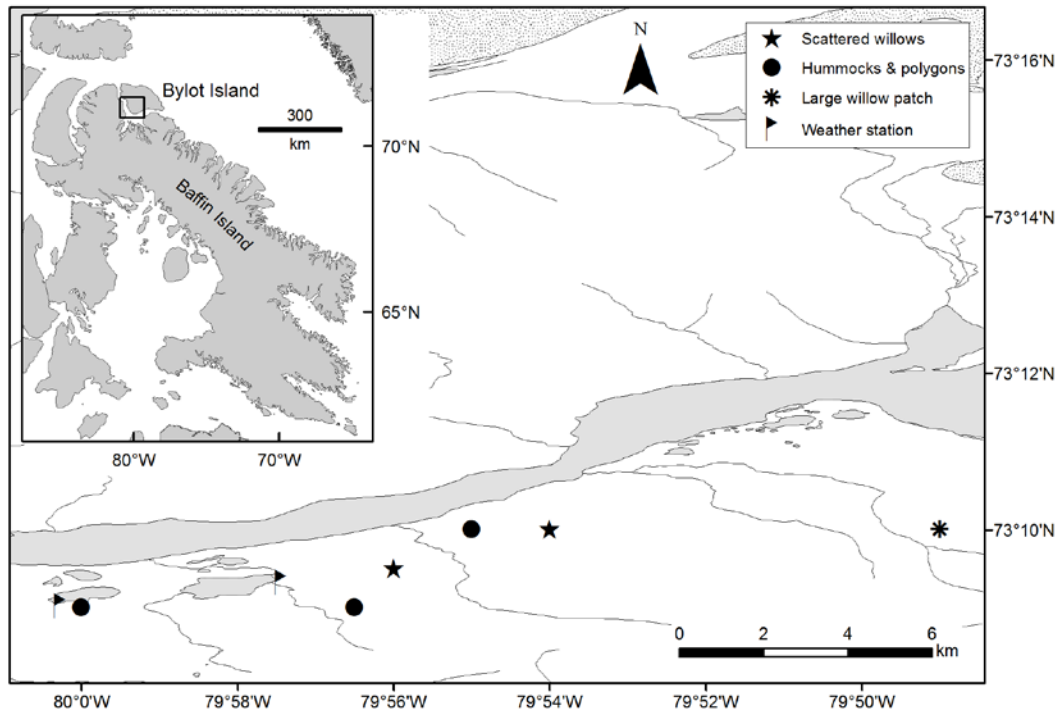 Bylot Island
300
km
Baffin Island
70°N
65°N
80°W
70°W
N
Scattered willows
Hummocks & polygons
Large willow patch
Weather station
73°16'N
73°14'N
73°12'N
73°10'N
0
2
4
6
km
80°0'W
79°58'W
79°56'W
79°54'W
79°52'W
79°50'W